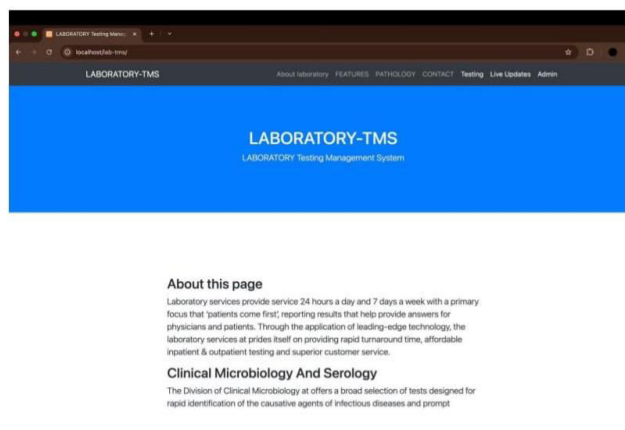 LABORATORY Testing Manag
localhost/lab-tms/
LABORATORY-TMS About laboratory FEATURES PATHOLOGY CONTACT Testing Live Updates Admin
LABORATORY-TMS
LABORATORY Testing Management System
About this page
Laboratory services provide service 24 hours a day and 7 days a week with a primary
focus that 'patients come first', reporting results that help provide answers for
physicians and patients. Through the application of leading-edge technology, the
laboratory services at prides itself on providing rapid turnaround time, affordable
inpatient & outpatient testing and superior customer service.
Clinical Microbiology And Serology
The Division of Clinical Microbiology at offers a broad selection of tests designed for
rapid identification of the causative agents of infectious diseases and prompt